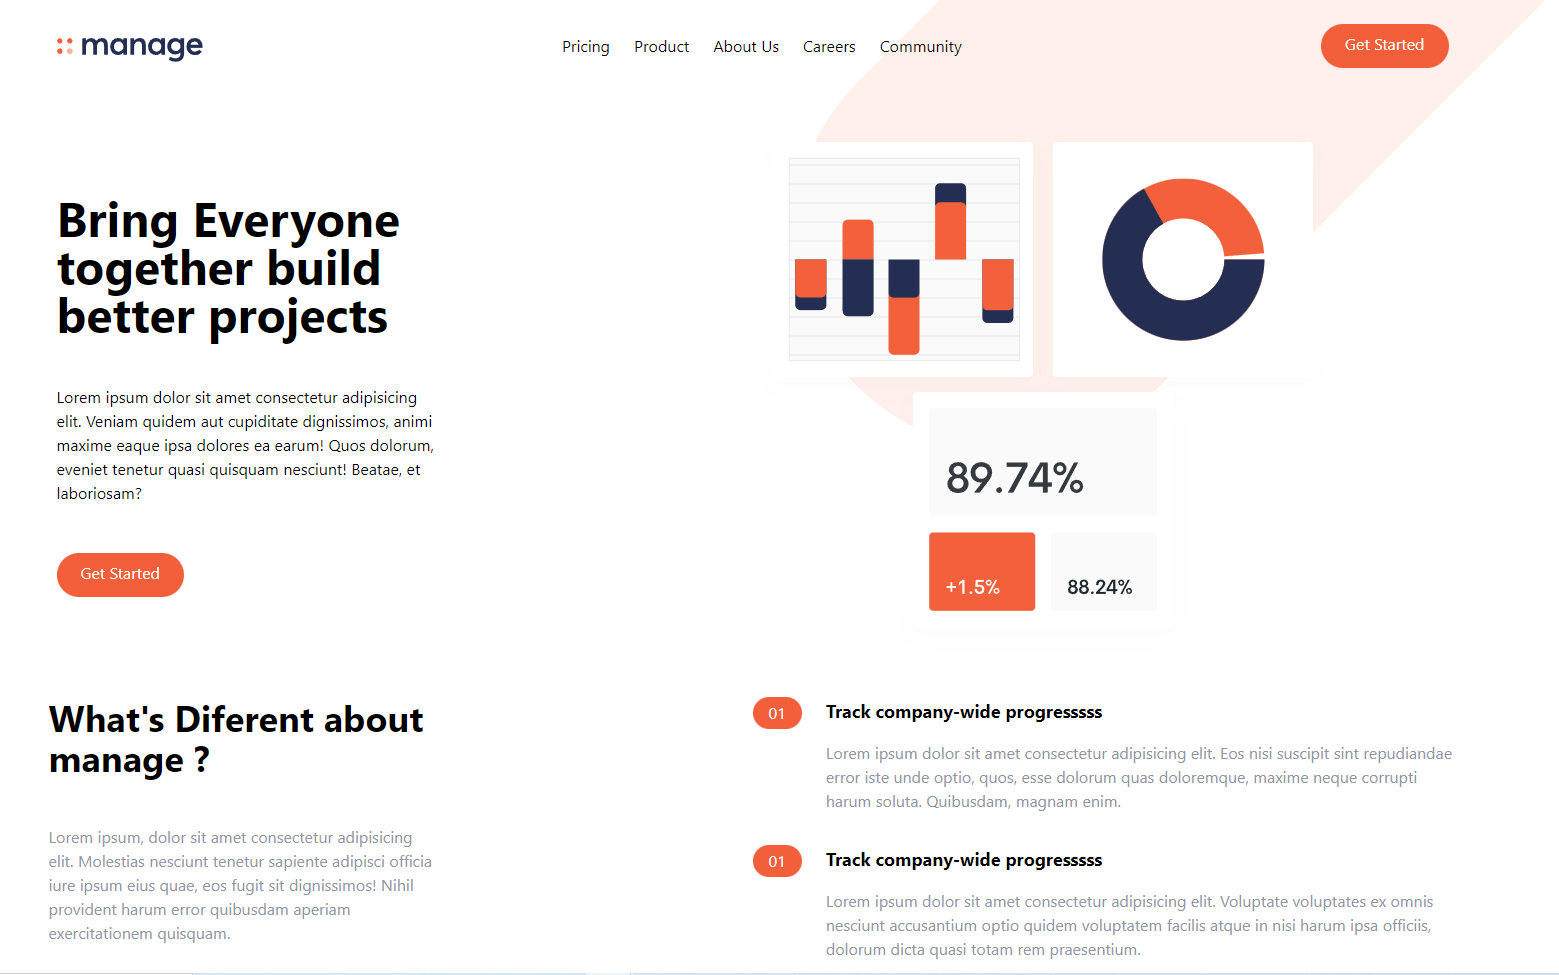 manage
Pricing Product About Us Careers Community
Get Started
Bring Everyone
together build
better projects
Lorem ipsum dolor sit amet consectetur adipisicing
elit. Veniam quidem aut cupiditate dignissimos, animi
maxime eaque ipsa dolores ea earum! Quos dolorum,
eveniet tenetur quasi quisquam nesciunt! Beatae, et
laboriosam?
Get Started
89.74%
+1.5%
88.24%
What's Diferent about
manage ?
Lorem ipsum, dolor sit amet consectetur adipisicing
elit. Molestias nesciunt tenetur sapiente adipisci officia
iure ipsum eius quae, eos fugit sit dignissimos! Nihil
provident harum error quibusdam aperiam
exercitationem quisquam.
01
Track company-wide progresssss
Lorem ipsum dolor sit amet consectetur adipisicing elit. Eos nisi suscipit sint repudiandae
error iste unde optio, quos, esse dolorum quas doloremque, maxime neque corrupti
harum soluta. Quibusdam, magnam enim.
01
Track company-wide progresssss
Lorem ipsum dolor sit amet consectetur adipisicing elit. Voluptate voluptates ex omnis
nesciunt accusantium optio quidem voluptatem facilis atque in nisi harum ipsa officiis,
dolorum dicta quasi totam rem praesentium.